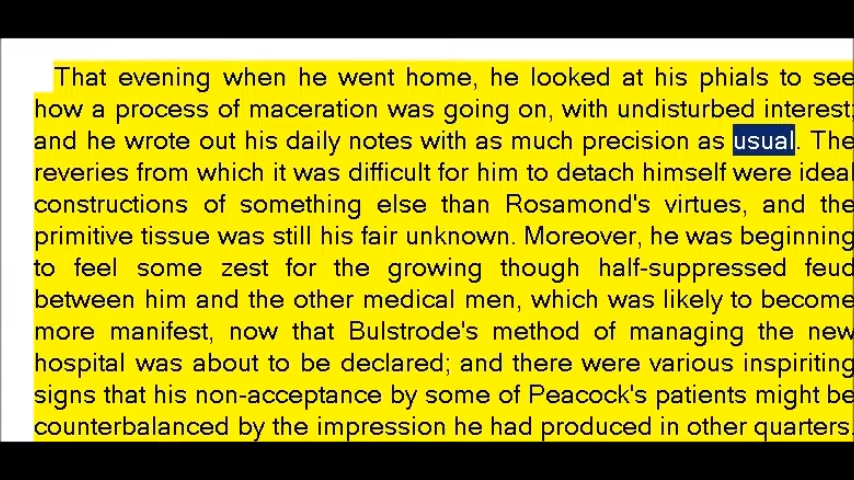 That evening when he went home, he looked at his phials to see
how a process of maceration was going on, with undisturbed interest;
and he wrote out his daily notes with as much precision as usual. The
reveries from which it was difficult for him to detach himself were ideal
constructions of something else than Rosamond's virtues, and the
primitive tissue was still his fair unknown. Moreover, he was beginning
to feel some zest for the growing though half-suppressed feud
between him and the other medical men, which was likely to become
more manifest, now that Bulstrode's method of managing the new
hospital was about to be declared; and there were various inspiriting
signs that his non-acceptance by some of Peacock's patients might be
counterbalanced by the impression he had produced in other quarters.